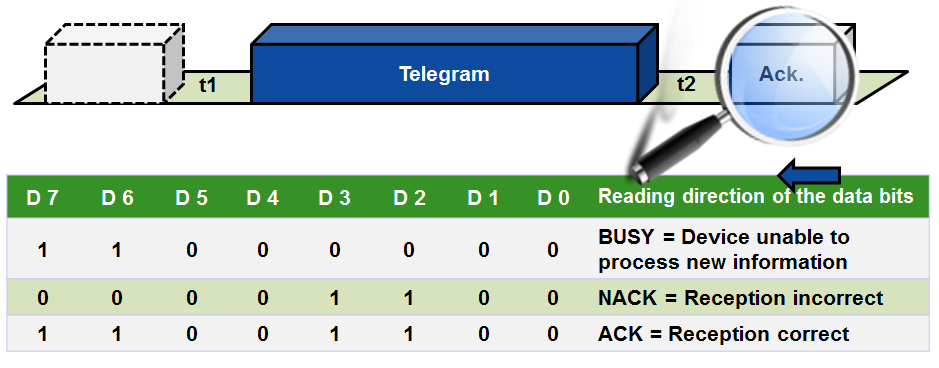 t1 Telegram t2 Ack.
D 7 D 6 D 5 D 4 D 3 D 2 D 1 D 0 Reading direction of the data bits
1 1 0 0 0 0 0 0 BUSY = Device unable to
process new information
0 0 0 0 1 1 0 0 NACK = Reception incorrect
1 1 0 0 1 1 0 0 ACK = Reception correct